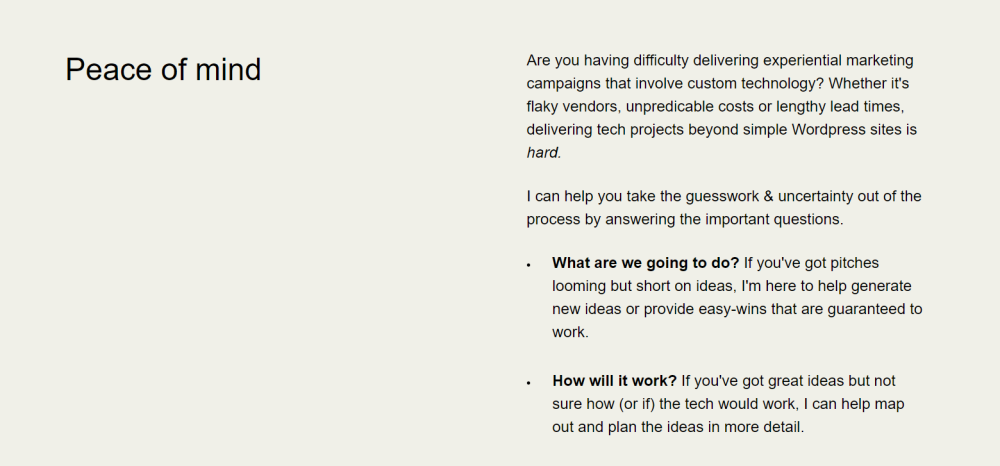 Peace of mind
Are you having difficulty delivering experiential marketing
campaigns that involve custom technology? Whether it's
flaky vendors, unpredicable costs or lengthy lead times,
delivering tech projects beyond simple Wordpress sites is
hard.
I can help you take the guesswork & uncertainty out of the
process by answering the important questions.
• What are we going to do? If you've got pitches
looming but short on ideas, I'm here to help generate
new ideas or provide easy-wins that are guaranteed to
work.
• How will it work? If you've got great ideas but not
sure how (or if) the tech would work, I can help map
out and plan the ideas in more detail.